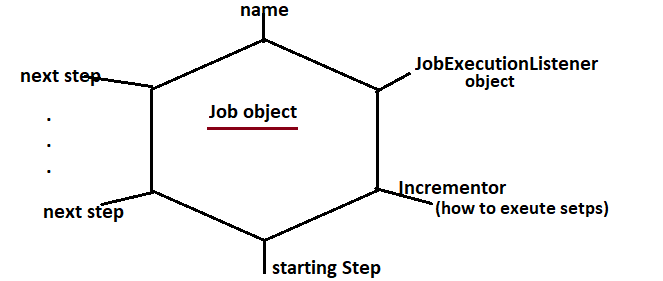 name
JobExecutionListener
object
next step
Job object
.
.
.
Incrementor
(how to exeute setps)
next step
starting Step